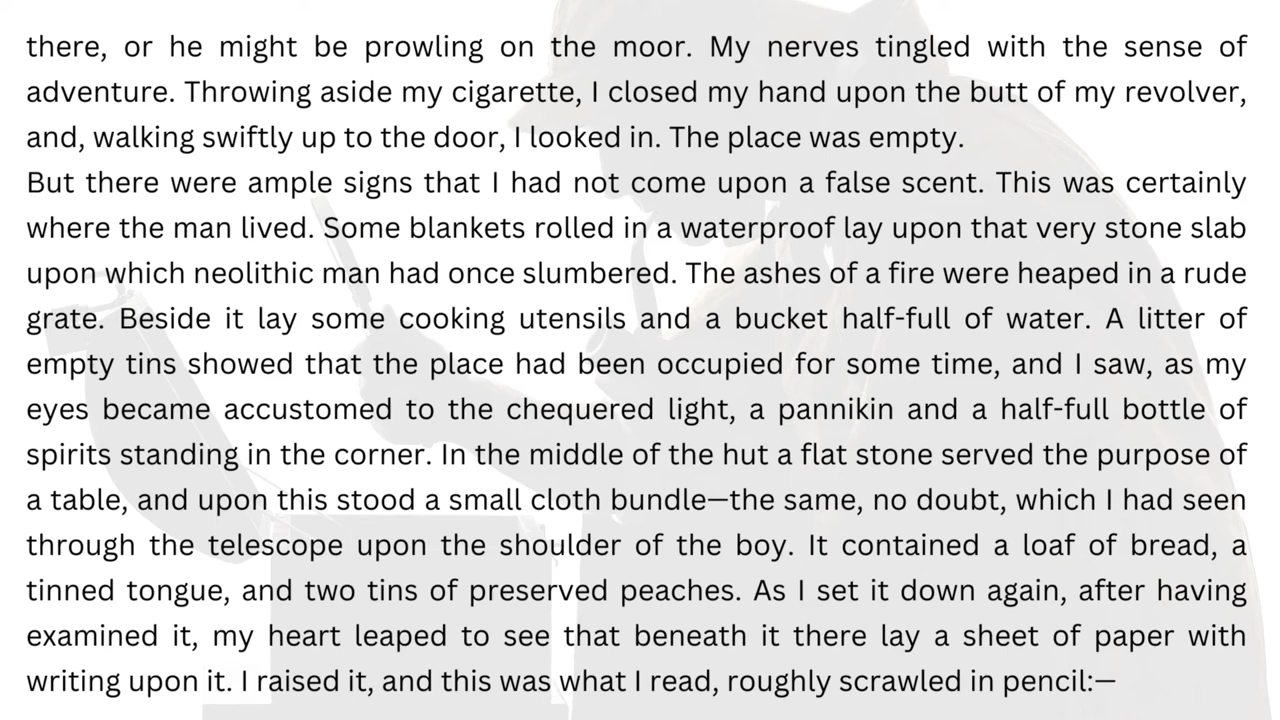 there, or he might be prowling on the moor. My nerves tingled with the sense of
adventure. Throwing aside my cigarette, I closed my hand upon the butt of my revolver,
and, walking swiftly up to the door, I looked in. The place was empty.
But there were ample signs that I had not come upon a false scent. This was certainly
where the man lived. Some blankets rolled in a waterproof lay upon that very stone slab
upon which neolithic man had once slumbered. The ashes of a fire were heaped in a rude
grate. Beside it lay some cooking utensils and a bucket half-full of water. A litter of
empty tins showed that the place had been occupied for some time, and I saw, as my
eyes became accustomed to the chequered light, a pannikin and a half-full bottle of
spirits standing in the corner. In the middle of the hut a flat stone served the purpose of
a table, and upon this stood a small cloth bundle—the same, no doubt, which I had seen
through the telescope upon the shoulder of the boy. It contained a loaf of bread, a
tinned tongue, and two tins of preserved peaches. As I set it down again, after having
examined it, my heart leaped to see that beneath it there lay a sheet of paper with
writing upon it. I raised it, and this was what I read, roughly scrawled in pencil:—